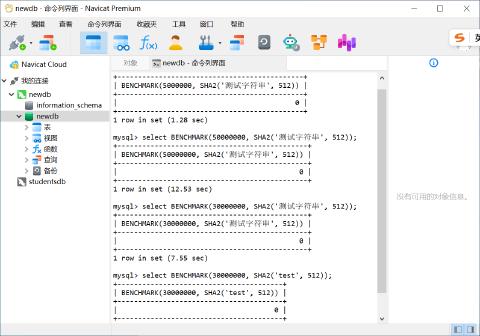 newdb - 命令列界面 - Navicat Premium
文件 编辑 查看 命令列界面 收藏夹 工具 窗口 帮助
Navicat Cloud
我的连接
newdb
information_schema
newdb
表
视图
函数
查询
备份
studentsdb
对象 newdb - 命令列界面
+---------------------------------------------+
| BENCHMARK(5000000, SHA2('测试字符串', 512)) |
+---------------------------------------------+
| 0 |
+---------------------------------------------+
1 row in set (1.28 sec)
mysql> select BENCHMARK(50000000, SHA2('测试字符串', 512));
+----------------------------------------------+
| BENCHMARK(50000000, SHA2('测试字符串', 512)) |
+----------------------------------------------+
| 0 |
+----------------------------------------------+
1 row in set (12.53 sec)
mysql> select BENCHMARK(30000000, SHA2('测试字符串', 512));
+----------------------------------------------+
| BENCHMARK(30000000, SHA2('测试字符串', 512)) |
+----------------------------------------------+
| 0 |
+----------------------------------------------+
1 row in set (7.55 sec)
mysql> select BENCHMARK(30000000, SHA2('test', 512));
+----------------------------------------+
| BENCHMARK(30000000, SHA2('test', 512)) |
+----------------------------------------+
| 0 |
+----------------------------------------+
没有可用的对象信息。